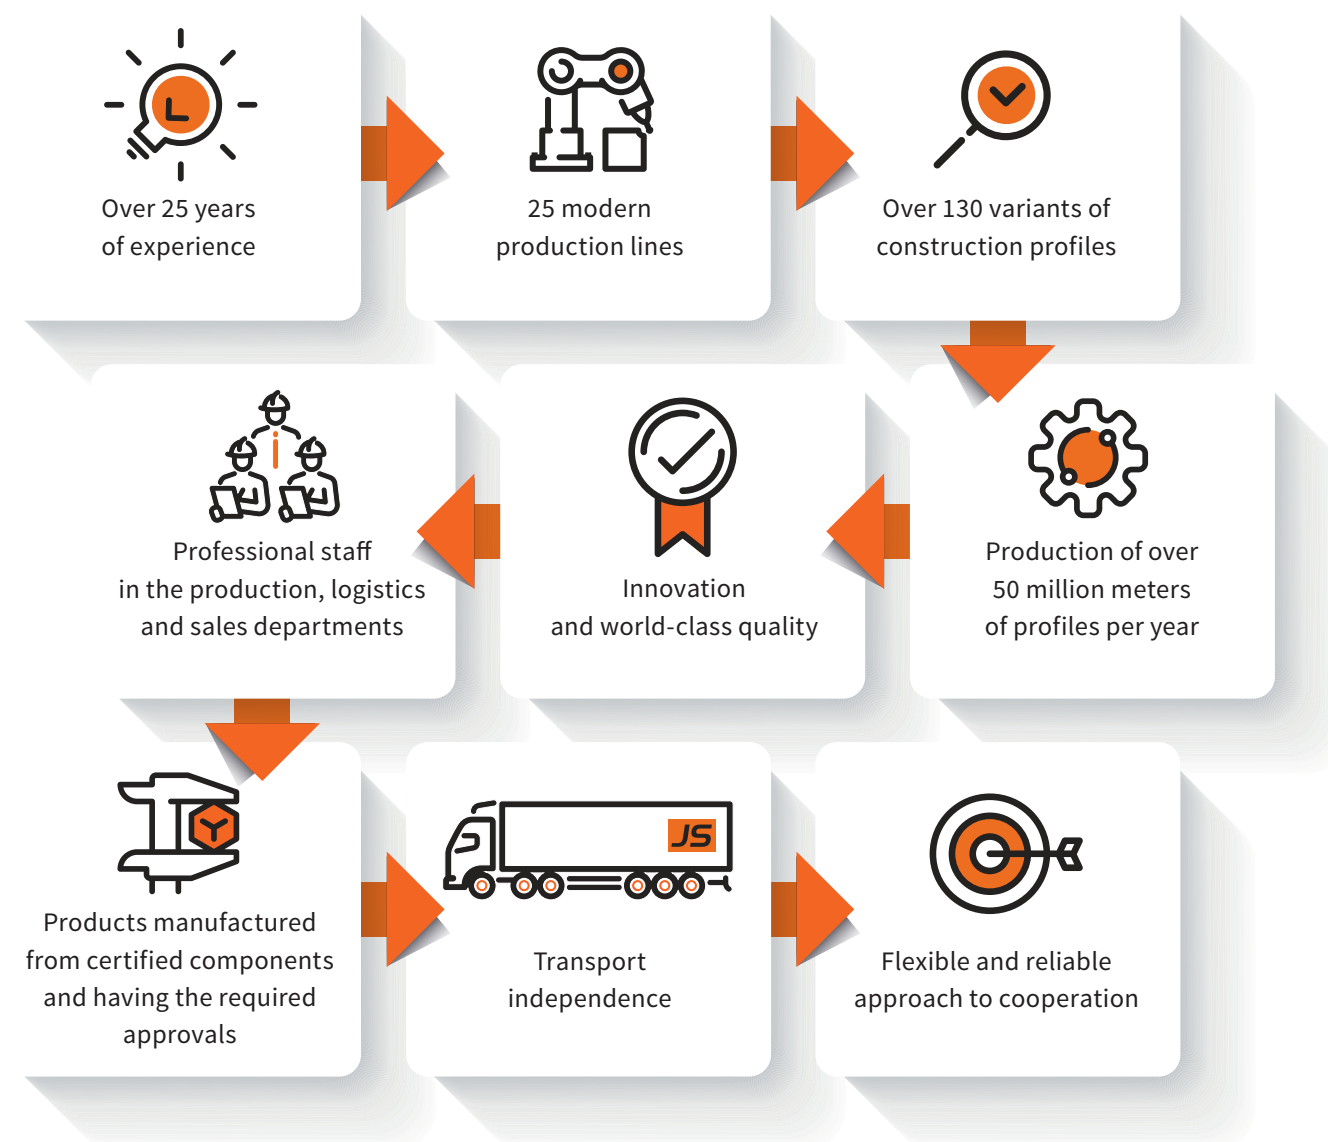 Over 25 years
of experience
25 modern
production lines
Over 130 variants of
construction profiles
Production of over
50 million meters
of profiles per year
Innovation
and world-class quality
Professional staff
in the production, logistics
and sales departments
Products manufactured
from certified components
and having the required
approvals
JS
Transport
independence
Flexible and reliable
approach to cooperation